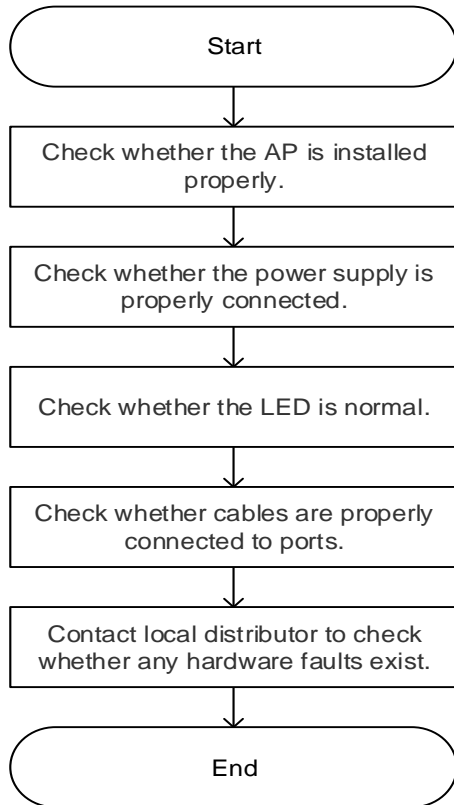 Start
Check whether the AP is installed
properly.
Check whether the power supply is
properly connected.
Check whether the LED is normal.
Check whether cables are properly
connected to ports.
Contact local distributor to check
whether any hardware faults exist.
End